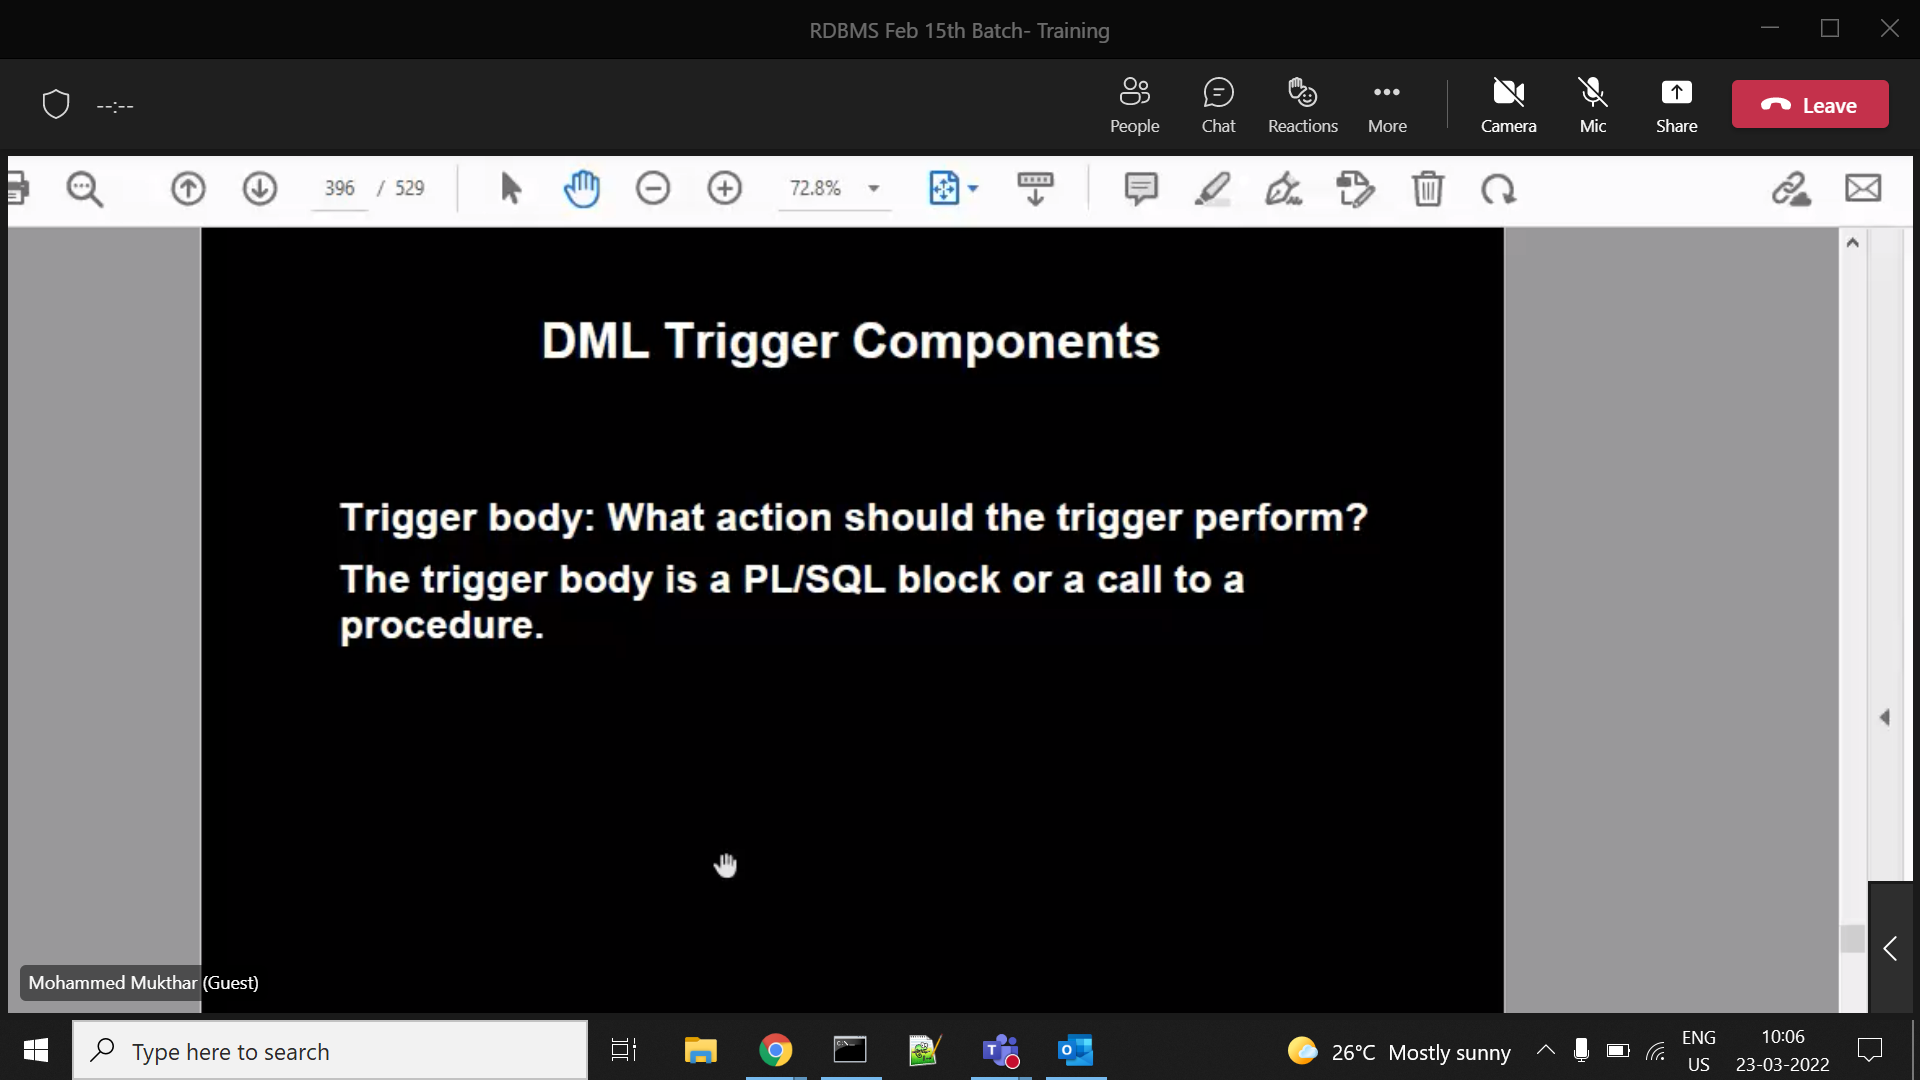 RDBMS Feb 15th Batch- Training
--:--
People
Chat
Reactions
More
Camera
Mic
Share
Leave
396 / 529
72.8%
DML Trigger Components
Trigger body: What action should the trigger perform?
The trigger body is a PL/SQL block or a call to a
procedure.
Mohammed Mukthar (Guest)
Type here to search
26°C Mostly sunny
ENG
US
10:06
23-03-2022